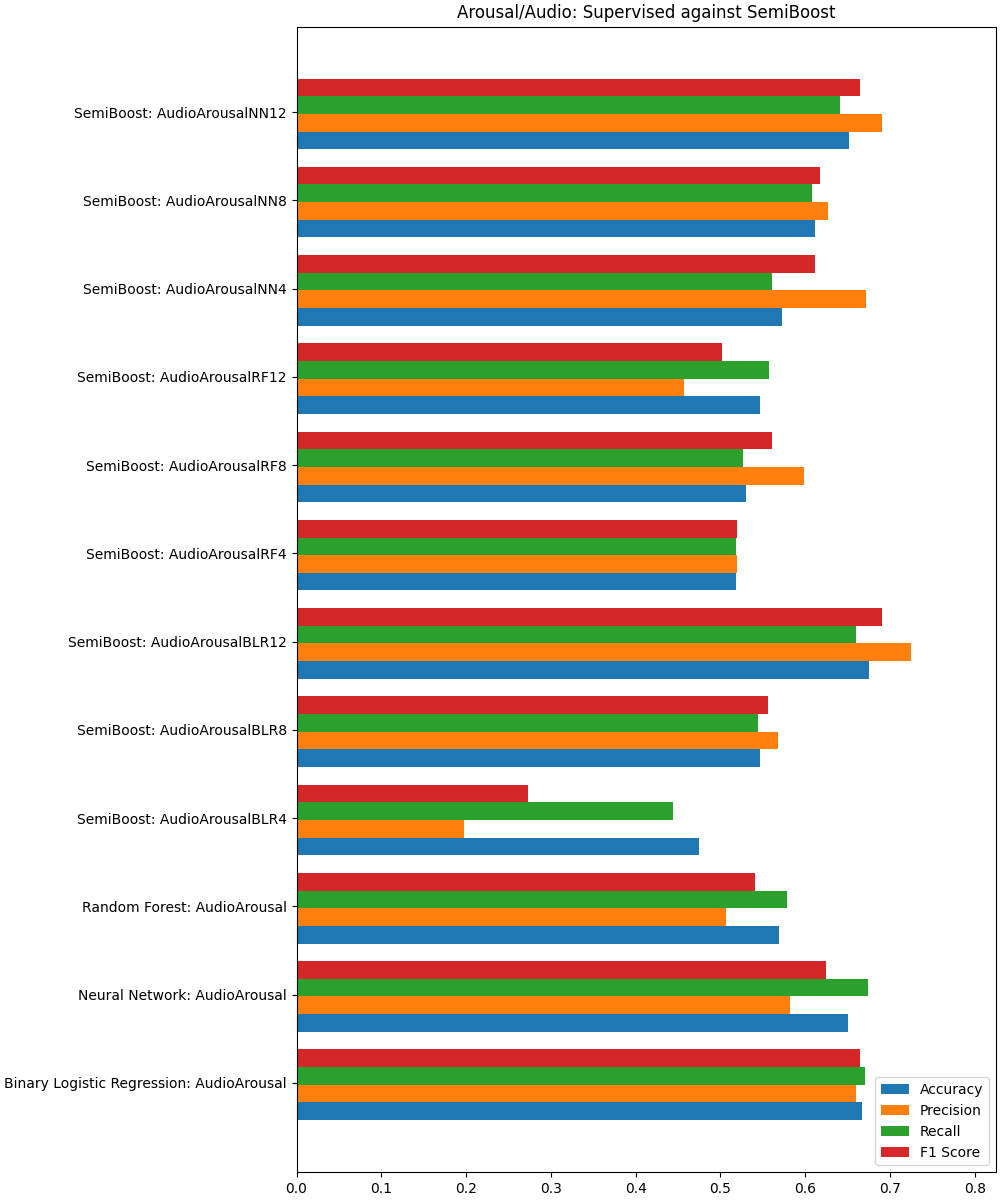 Arousal/Audio: Supervised against SemiBoost
SemiBoost: AudioArousalNN12
SemiBoost: AudioArousalNN8
SemiBoost: AudioArousalNN4
SemiBoost: AudioArousalRF12
SemiBoost: AudioArousalRF8
SemiBoost: AudioArousalRF4
SemiBoost: AudioArousalBLR12
SemiBoost: AudioArousalBLR8
SemiBoost: AudioArousalBLR4
Random Forest: AudioArousal
Neural Network: AudioArousal
Binary Logistic Regression: AudioArousal
Accuracy
Precision
Recall
F1 Score
0.0 0.1 0.2 0.3 0.4 0.5 0.6 0.7 0.8